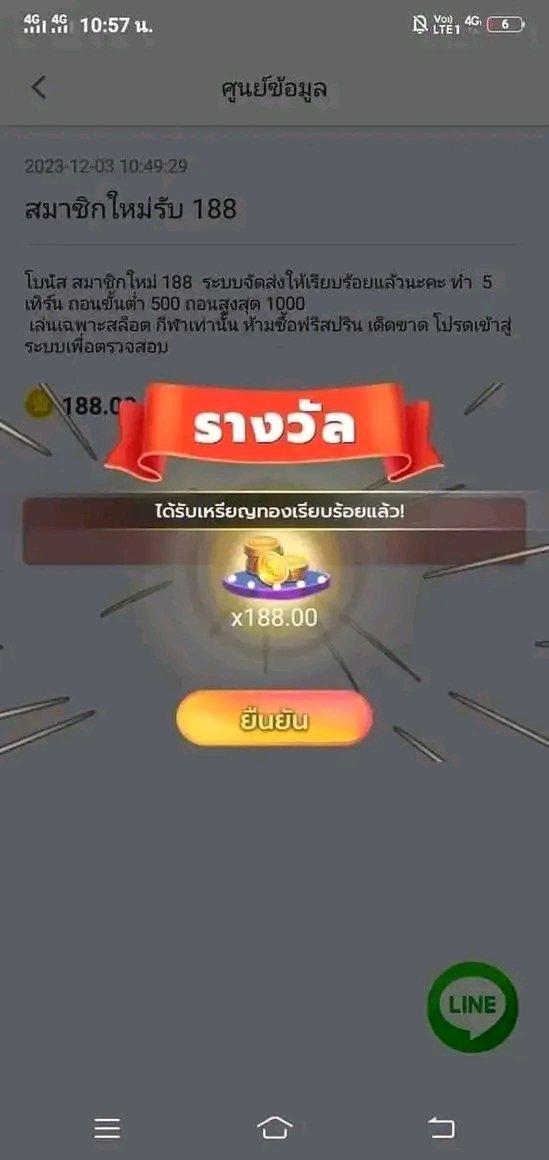 4G 4G 10:57 น. Vo) LTE1 4G 6
ศูนย์ข้อมูล
2023-12-03 10:49:29
สมาชิกใหม่รับ 188
โบนัส สมาชิกใหม่ 188 ระบบจัดส่งให้เรียบร้อยแล้วนะคะ ทำ 5
เทิร์น ถอนขั้นต่ำ 500 ถอนสูงสุด 1000
เล่นเฉพาะสล็อต กีฬาเท่านั้น ห้ามซื้อฟรีสปริน เด็ดขาด โปรดเข้าสู่
ระบบเพื่อตรวจสอบ
188.00
รางวัล
ได้รับเหรียญทองเรียบร้อยแล้ว!
x188.00
ยืนยัน
LINE